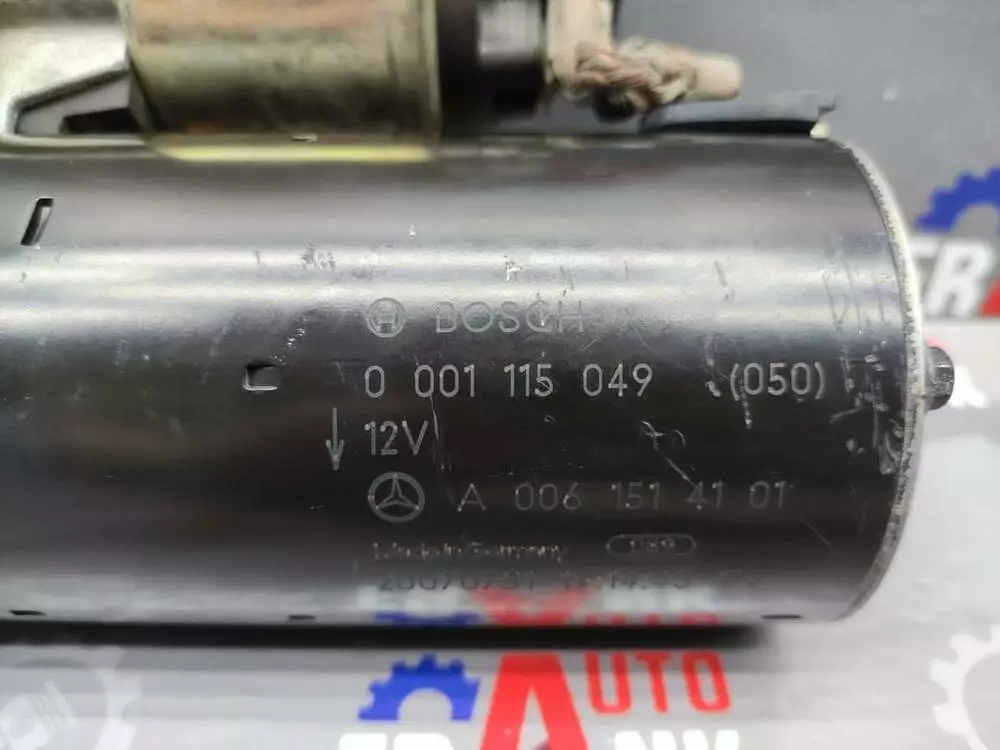 BOSCH
0 001 115 049 (050)
12V
A 006 151 41 01
Made in Germany
AUTO